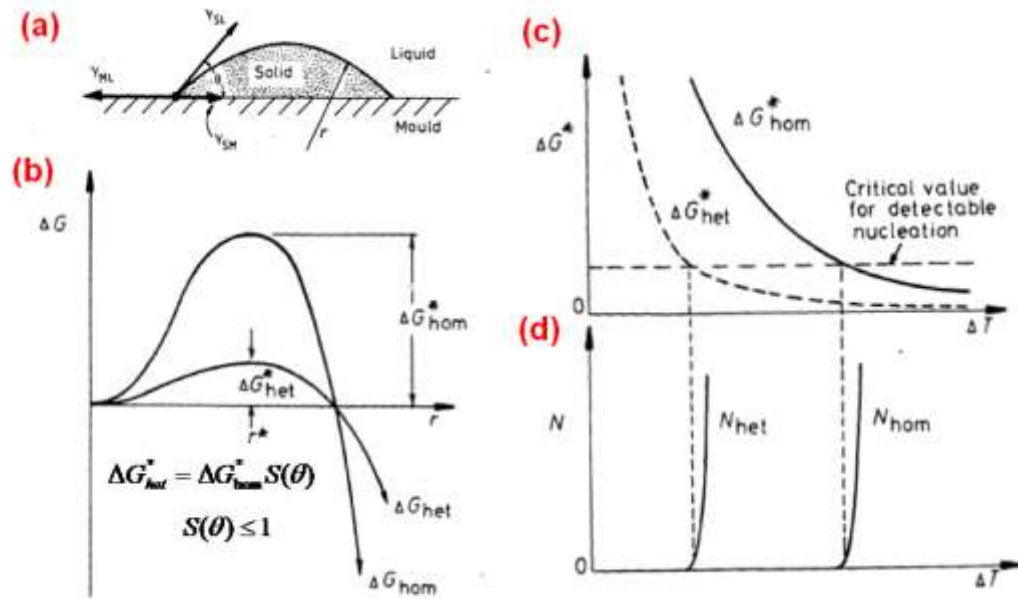 (a)
γSL
Liquid
γML
θ
Solid
γSM
r
Mould
(b)
ΔG
ΔG*hom
ΔG*het
r
r*
ΔG*het = ΔG*hom S(θ)
S(θ) ≤ 1
ΔGhet
ΔGhom
(c)
ΔG*
ΔG*hom
ΔG*het
Critical value
for detectable
nucleation
0
ΔT
(d)
N
Nhet
Nhom
0
ΔT